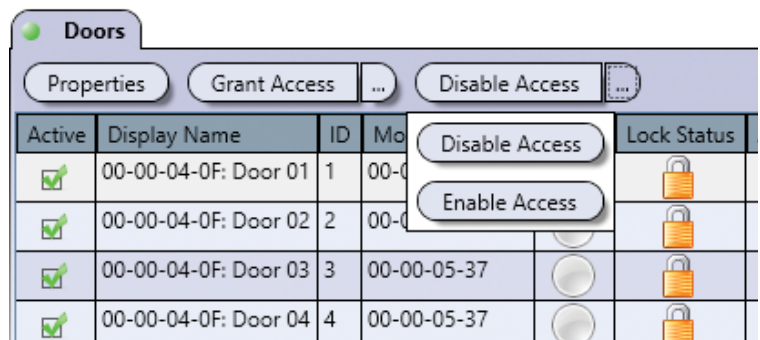 Doors
Properties Grant Access ... Disable Access ...
Active Display Name ID Mo Lock Status
Disable Access
00-00-04-0F: Door 01 1 00-0
Enable Access
00-00-04-0F: Door 02 2 00-0
00-00-04-0F: Door 03 3 00-00-05-37
00-00-04-0F: Door 04 4 00-00-05-37